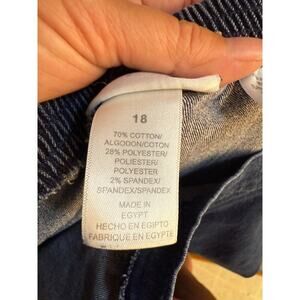 18
70% COTTON/
ALGODON/COTON
28% POLYESTER/
POLIESTER/
POLYESTER
2% SPANDEX/
SPANDEX/SPANDEX
MADE IN
EGYPT
HECHO EN EGIPTO
FABRIQUE EN EGYPTE